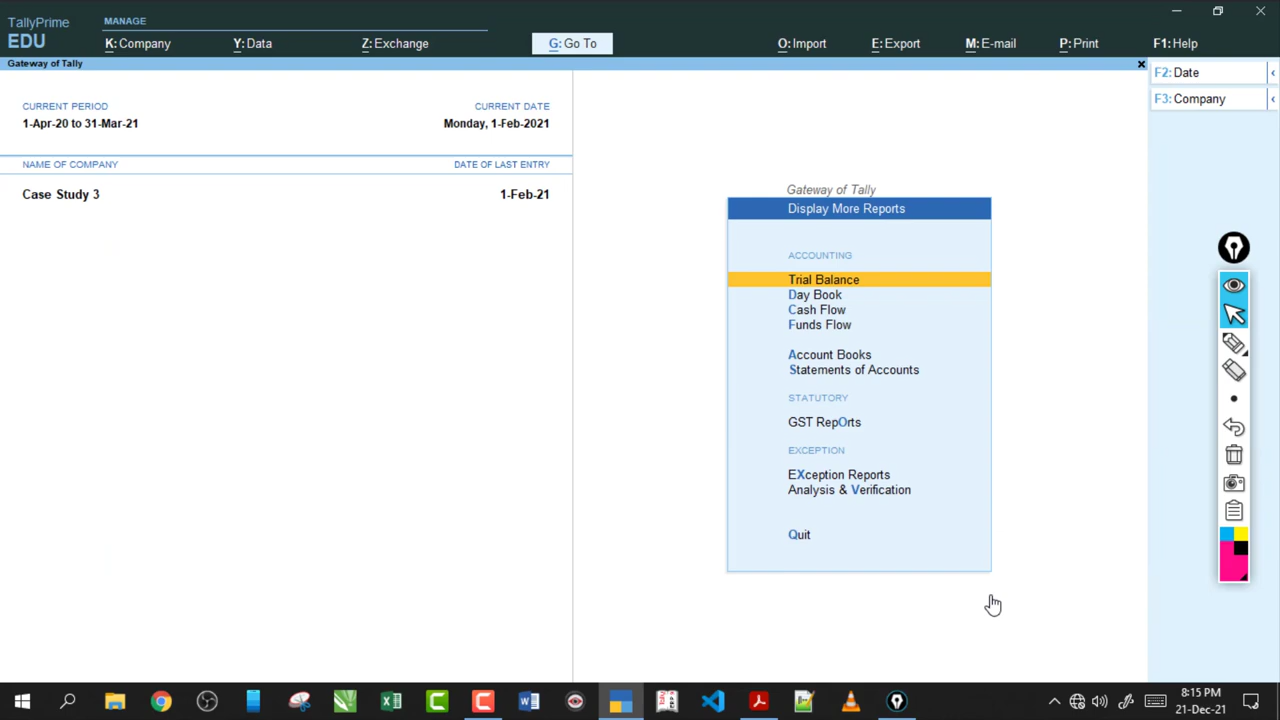 TallyPrime
EDU
MANAGE
K: Company
Y: Data
Z: Exchange
G: Go To
O: Import
E: Export
M: E-mail
P: Print
F1: Help
Gateway of Tally
F2: Date
F3: Company
CURRENT PERIOD
CURRENT DATE
1-Apr-20 to 31-Mar-21
Monday, 1-Feb-2021
NAME OF COMPANY
DATE OF LAST ENTRY
Case Study 3
1-Feb-21
Gateway of Tally
Display More Reports
ACCOUNTING
Trial Balance
Day Book
Cash Flow
Funds Flow
Account Books
Statements of Accounts
STATUTORY
GST RepOrts
EXCEPTION
EXception Reports
Analysis & Verification
Quit
8:15 PM
21-Dec-21